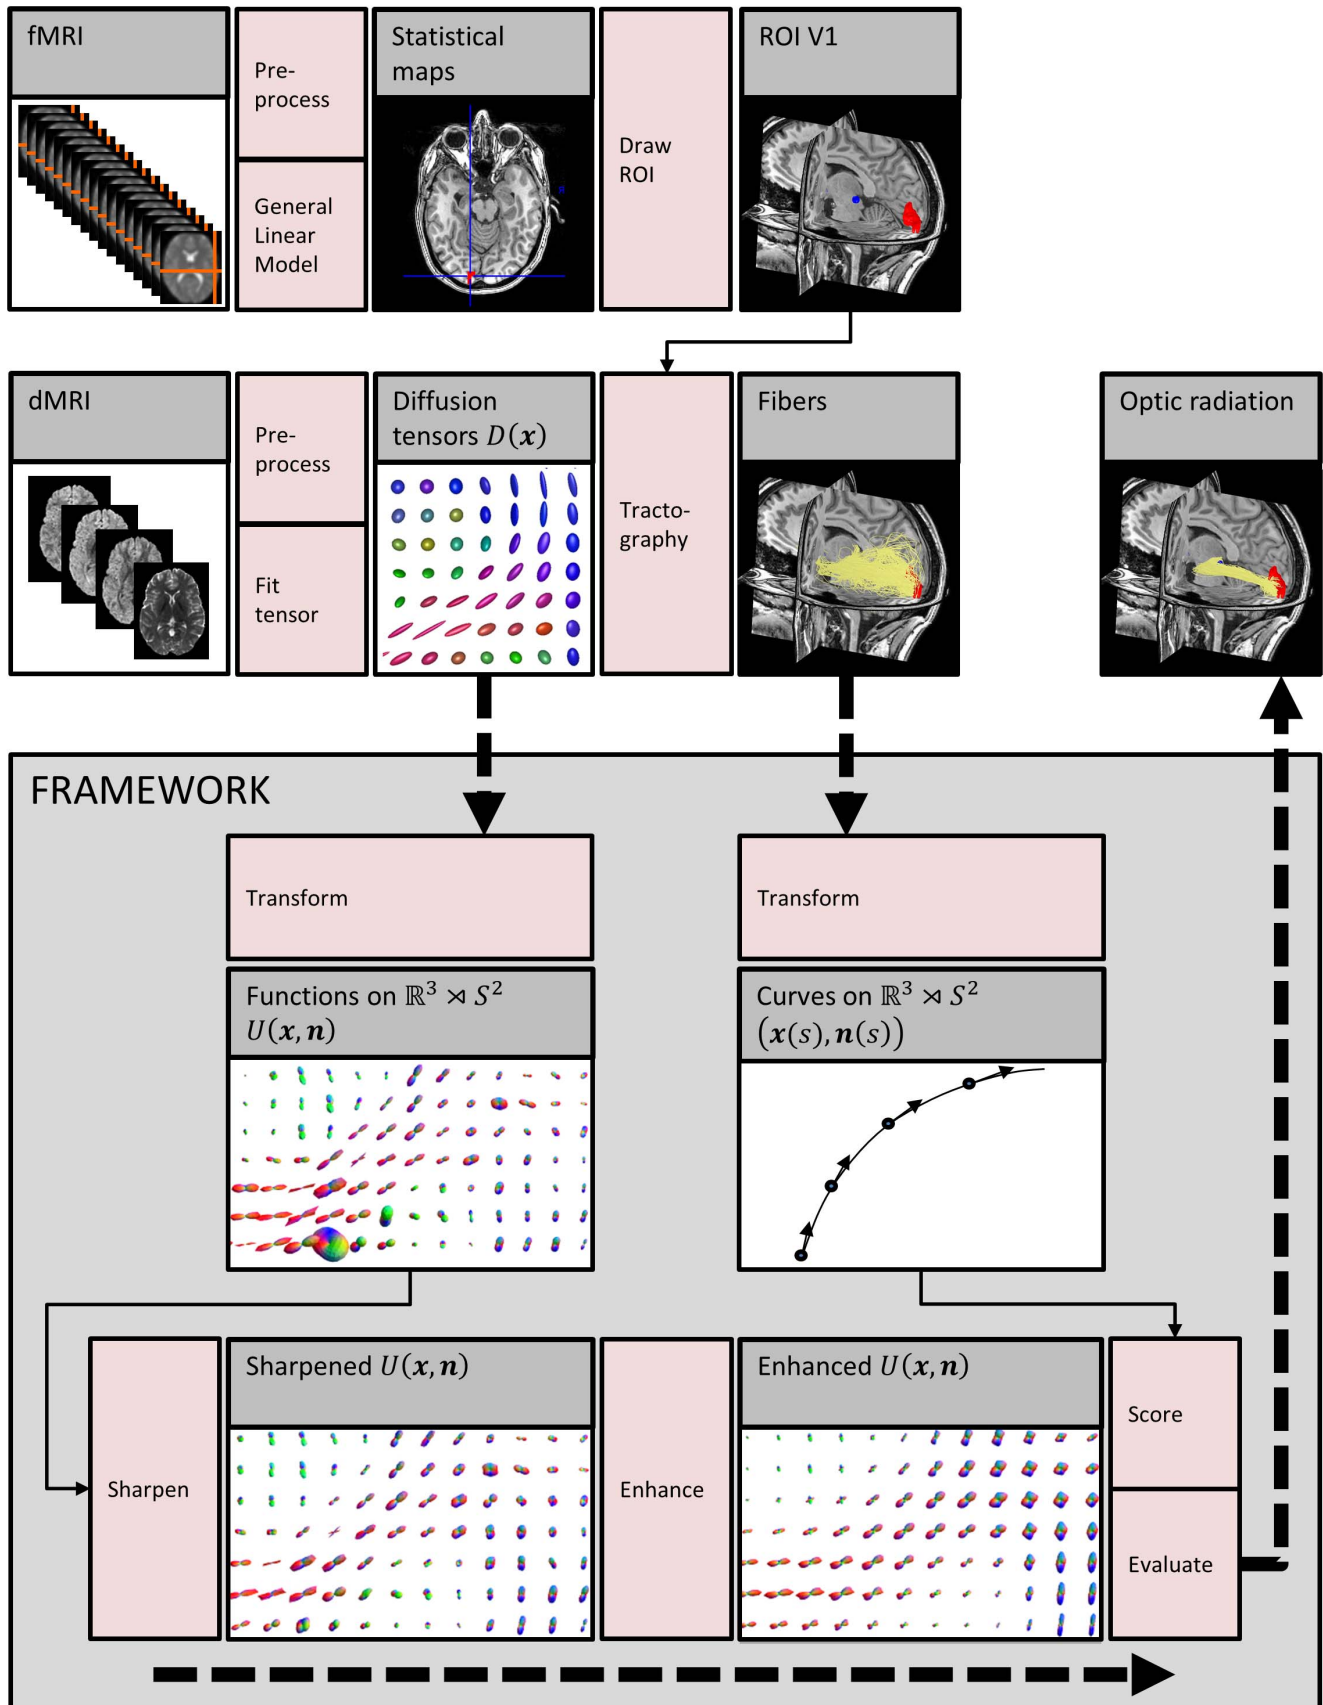 fMRI
Pre-
process
General
Linear
Model
Statistical
maps
Draw
ROI
ROI V1
dMRI
Pre-
process
Fit
tensor
Diffusion
tensors D(x)
Tracto-
graphy
Fibers
Optic radiation
FRAMEWORK
Transform
Transform
Functions on ℝ³ ⋊ S²
U(x, n)
Curves on ℝ³ ⋊ S²
(x(s), n(s))
Sharpen
Sharpened U(x, n)
Enhance
Enhanced U(x, n)
Score
Evaluate